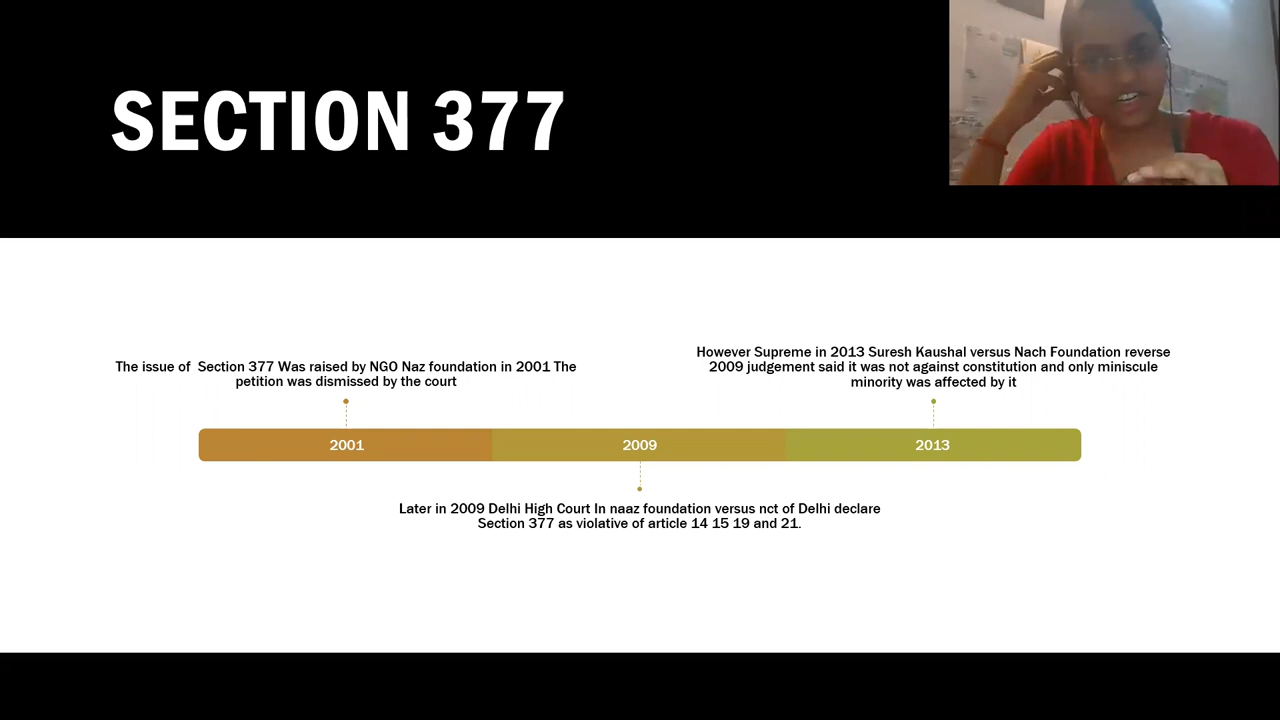 SECTION 377
The issue of  Section 377 Was raised by NGO Naz foundation in 2001 The
petition was dismissed by the court
However Supreme in 2013 Suresh Kaushal versus Nach Foundation reverse
2009 judgement said it was not against constitution and only miniscule
minority was affected by it
2001
2009
2013
Later in 2009 Delhi High Court In naaz foundation versus nct of Delhi declare
Section 377 as violative of article 14 15 19 and 21.